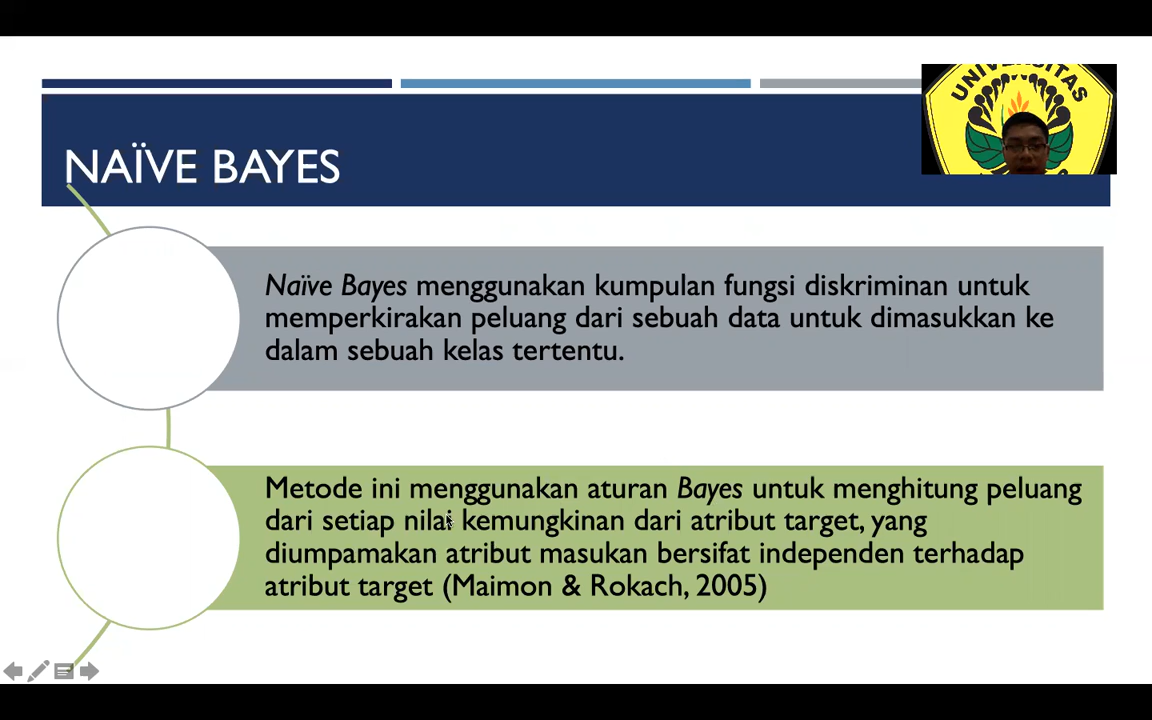 UNIVERSITAS
NAÏVE BAYES
Naïve Bayes menggunakan kumpulan fungsi diskriminan untuk
memperkirakan peluang dari sebuah data untuk dimasukkan ke
dalam sebuah kelas tertentu.
Metode ini menggunakan aturan Bayes untuk menghitung peluang
dari setiap nilai kemungkinan dari atribut target, yang
diumpamakan atribut masukan bersifat independen terhadap
atribut target (Maimon & Rokach, 2005)